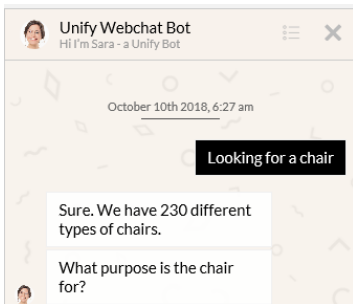 Unify Webchat Bot
Hi I'm Sara - a Unify Bot
October 10th 2018, 6:27 am
Looking for a chair
Sure. We have 230 different
types of chairs.
What purpose is the chair
for?